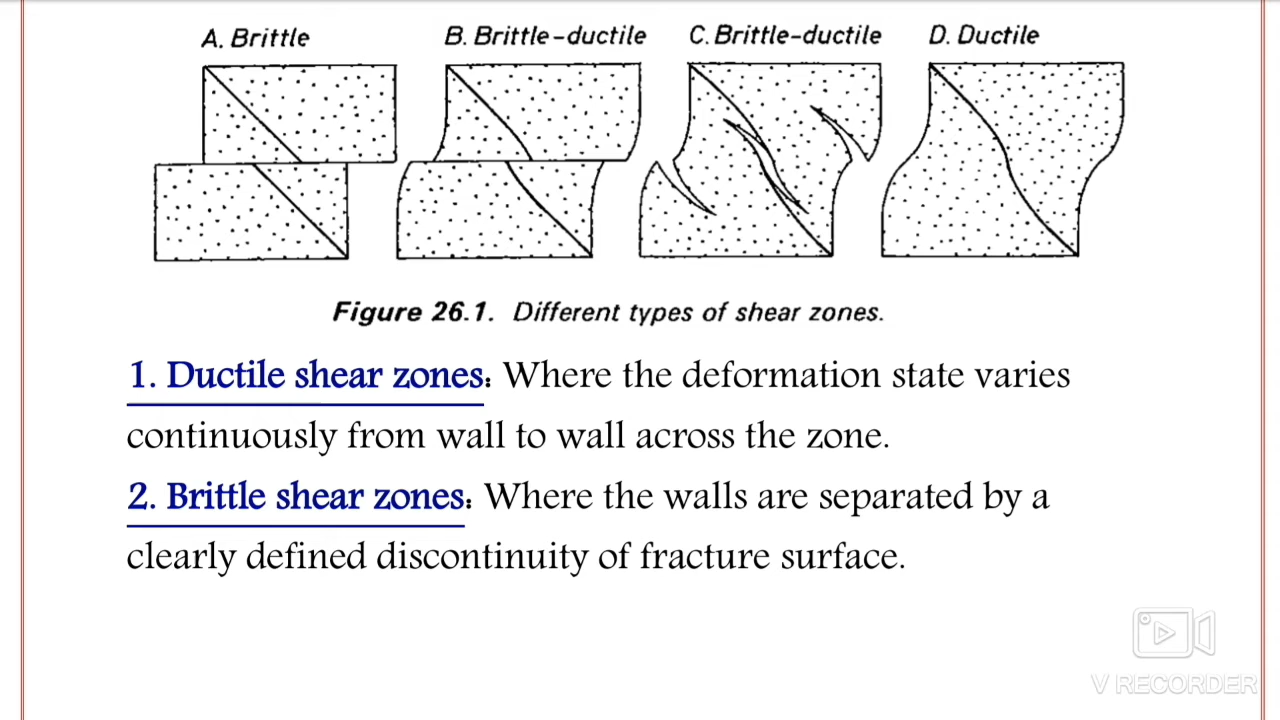 A. Brittle B. Brittle-ductile C. Brittle-ductile D. Ductile
Figure 26.1. Different types of shear zones.
1. Ductile shear zones: Where the deformation state varies
continuously from wall to wall across the zone.
2. Brittle shear zones: Where the walls are separated by a
clearly defined discontinuity of fracture surface.
V RECORDER